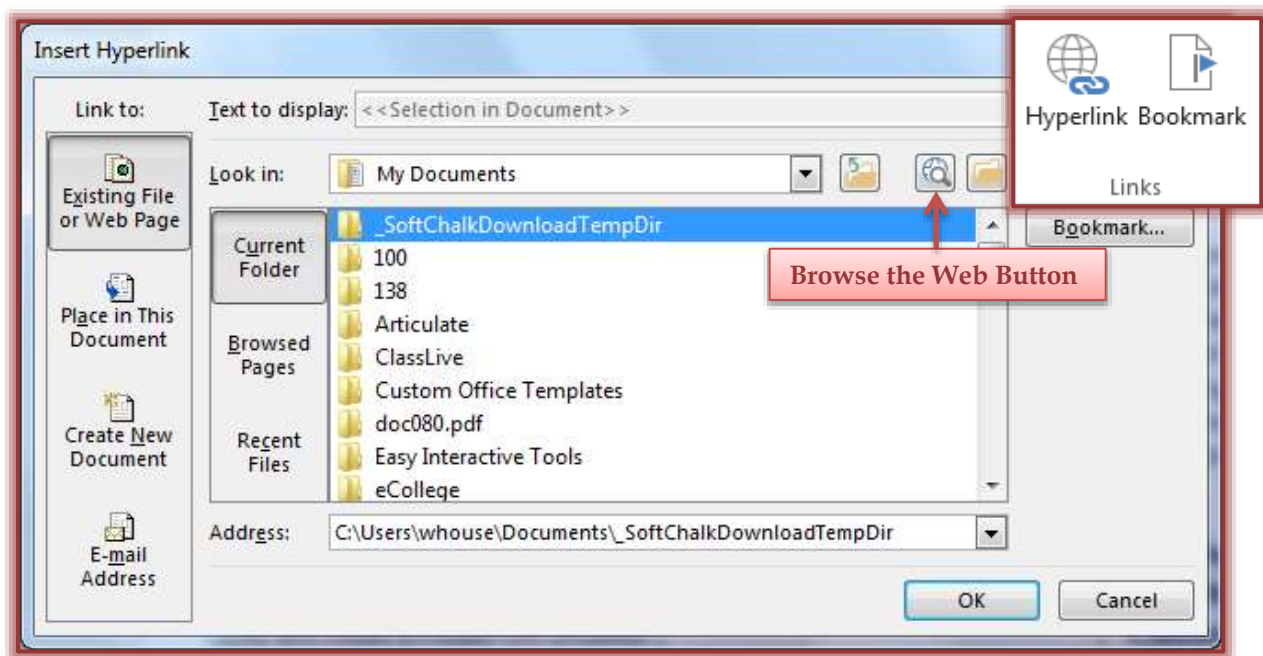 Insert Hyperlink
Hyperlink Bookmark
Links
Link to:
Text to display: <<Selection in Document>>
Existing File
or Web Page
Place in This
Document
Create New
Document
E-mail
Address
Look in: My Documents
Current
Folder
Browsed
Pages
Recent
Files
_SoftChalkDownloadTempDir
100
138
Articulate
ClassLive
Custom Office Templates
doc080.pdf
Easy Interactive Tools
eCollege
Browse the Web Button
Bookmark...
Address: C:\Users\whouse\Documents\_SoftChalkDownloadTempDir
OK Cancel